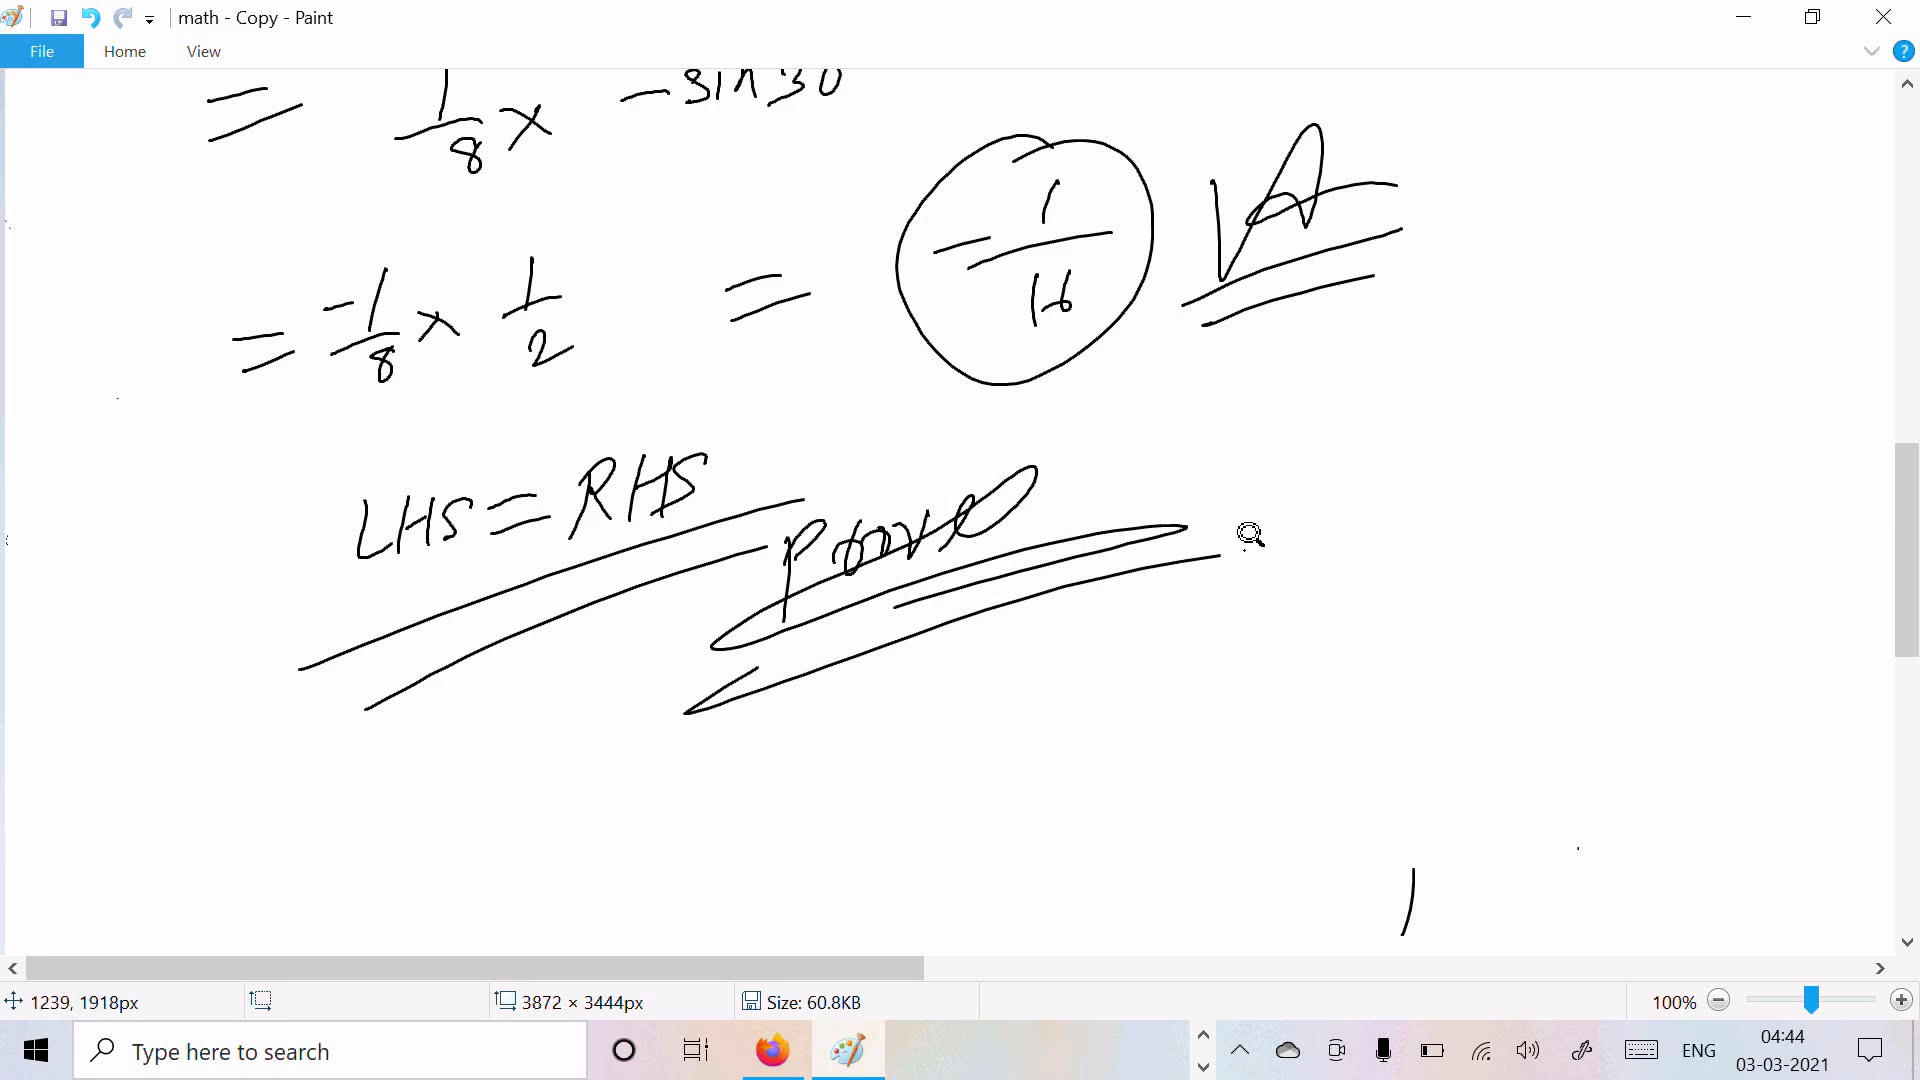 math - Copy - Paint
File Home View
= 1/8 × - sin 30
= -1/8 × 1/2 = - 1/16
LHS = RHS
Prove
1239, 1918px 3872 × 3444px Size: 60.8KB 100%
Type here to search ENG 04:44
03-03-2021